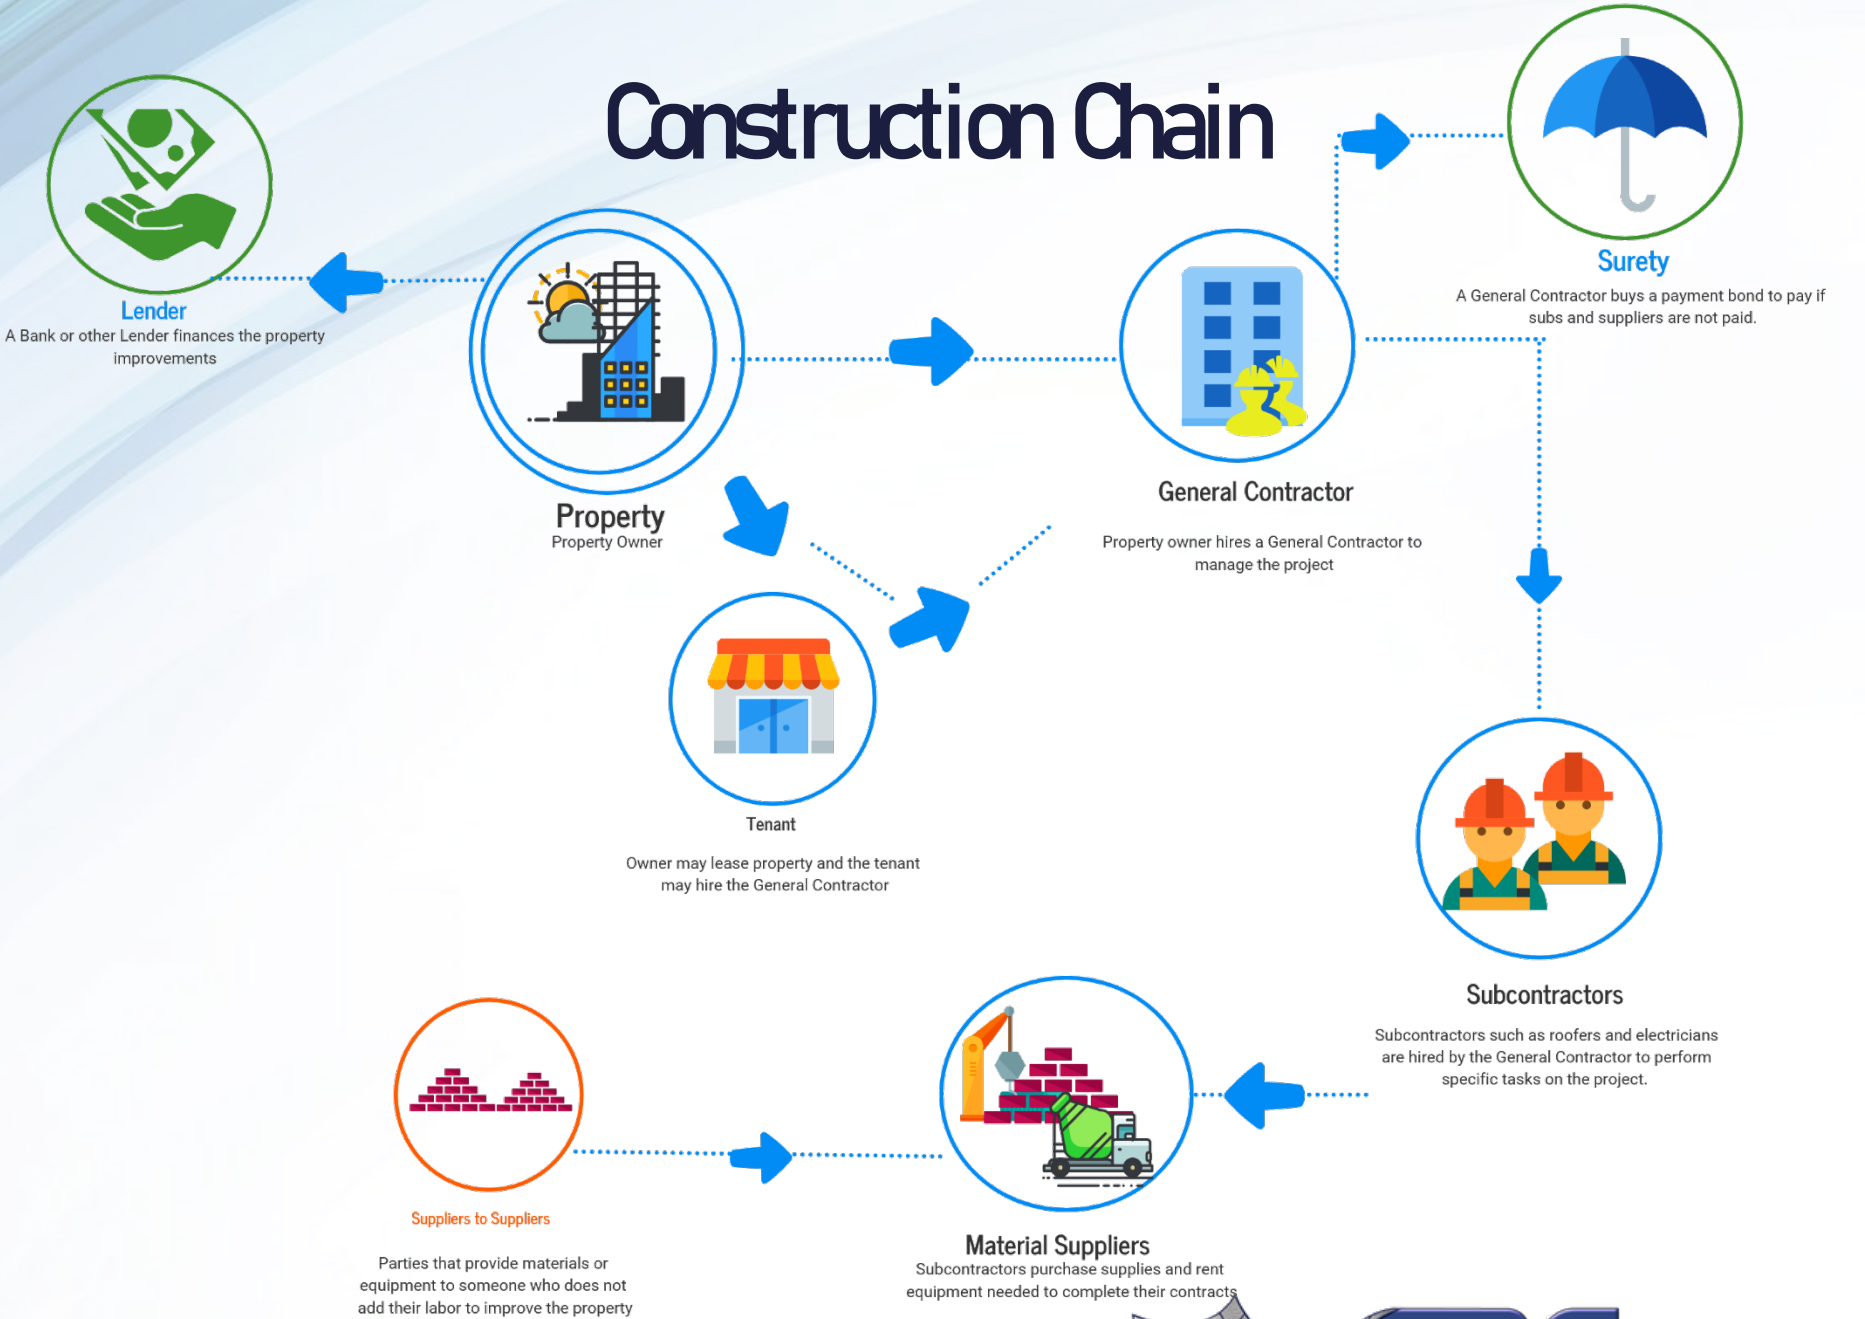 Construction Chain
Lender
A Bank or other Lender finances the property
improvements
Surety
A General Contractor buys a payment bond to pay if
subs and suppliers are not paid.
Property
Property Owner
General Contractor
Property owner hires a General Contractor to
manage the project
Tenant
Owner may lease property and the tenant
may hire the General Contractor
Subcontractors
Subcontractors such as roofers and electricians
are hired by the General Contractor to perform
specific tasks on the project.
Material Suppliers
Subcontractors purchase supplies and rent
equipment needed to complete their contracts
Suppliers to Suppliers
Parties that provide materials or
equipment to someone who does not
add their labor to improve the property